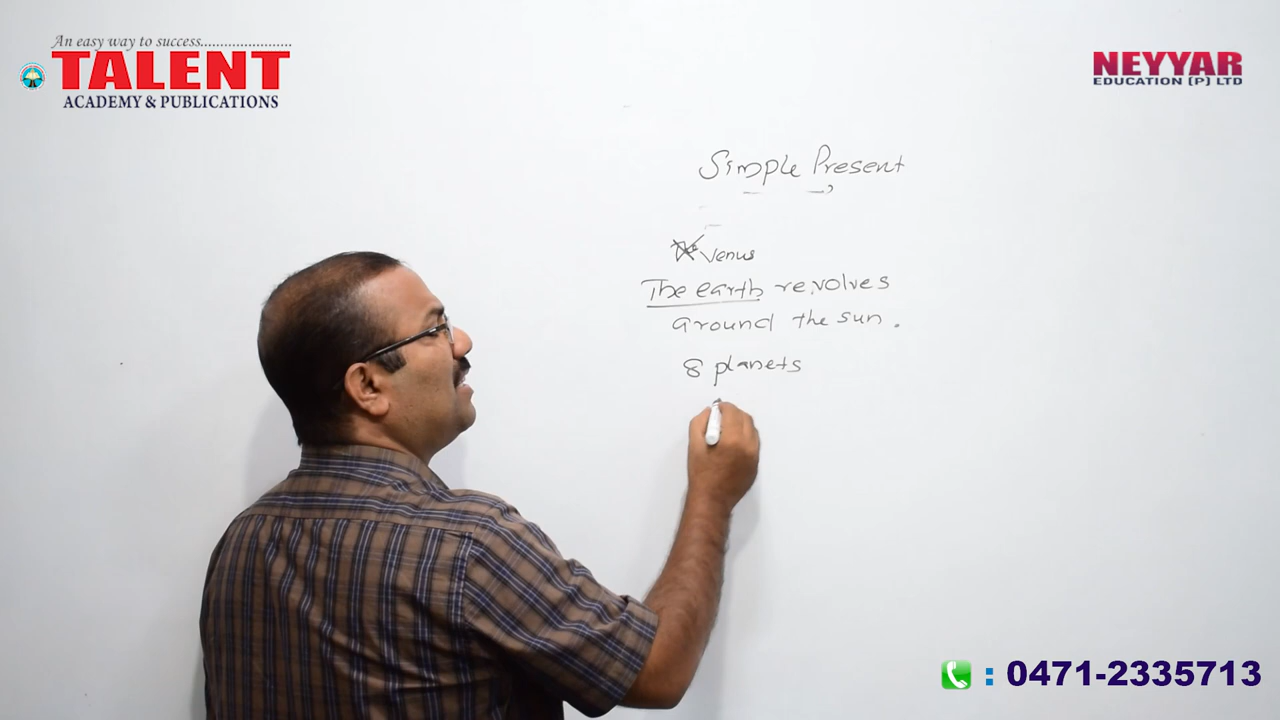 An easy way to success.......................
TALENT
ACADEMY & PUBLICATIONS
NEYYAR
EDUCATION (P) LTD
Simple Present
Venus
The earth revolves
around the sun.
8 planets
: 0471-2335713